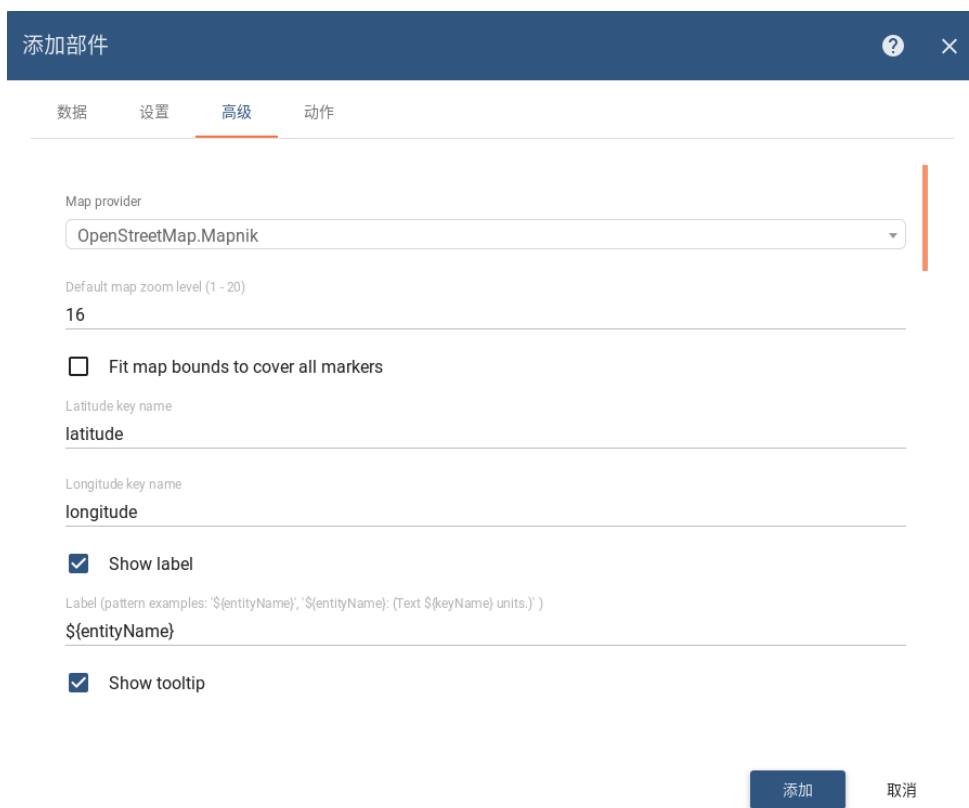 添加部件
数据 设置 高级 动作
Map provider
OpenStreetMap.Mapnik
Default map zoom level (1 - 20)
16
Fit map bounds to cover all markers
Latitude key name
latitude
Longitude key name
longitude
Show label
Label (pattern examples: '${entityName}', '${entityName}: (Text ${keyName} units.)' )
${entityName}
Show tooltip
添加 取消